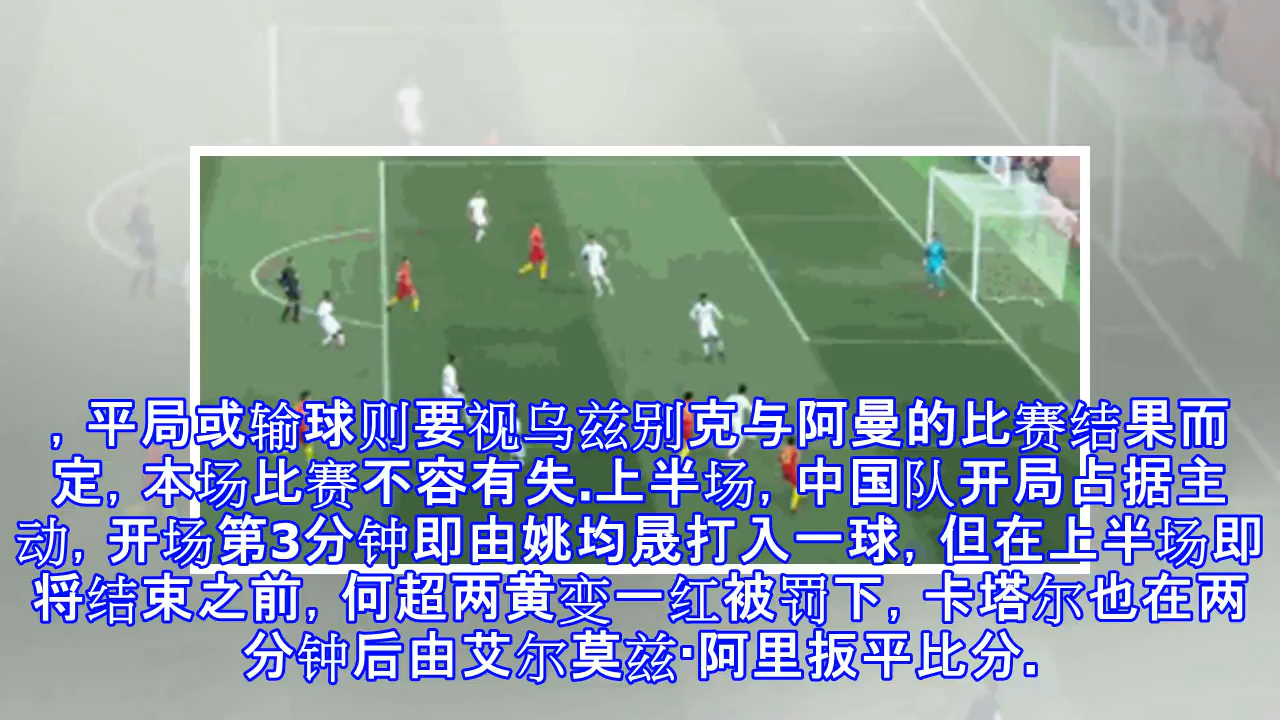 , 平局或输球则要视乌兹别克与阿曼的比赛结果而
定, 本场比赛不容有失.上半场, 中国队开局占据主
动, 开场第3分钟即由姚均晟打入一球, 但在上半场即
将结束之前, 何超两黄变一红被罚下, 卡塔尔也在两
分钟后由艾尔莫兹·阿里扳平比分.